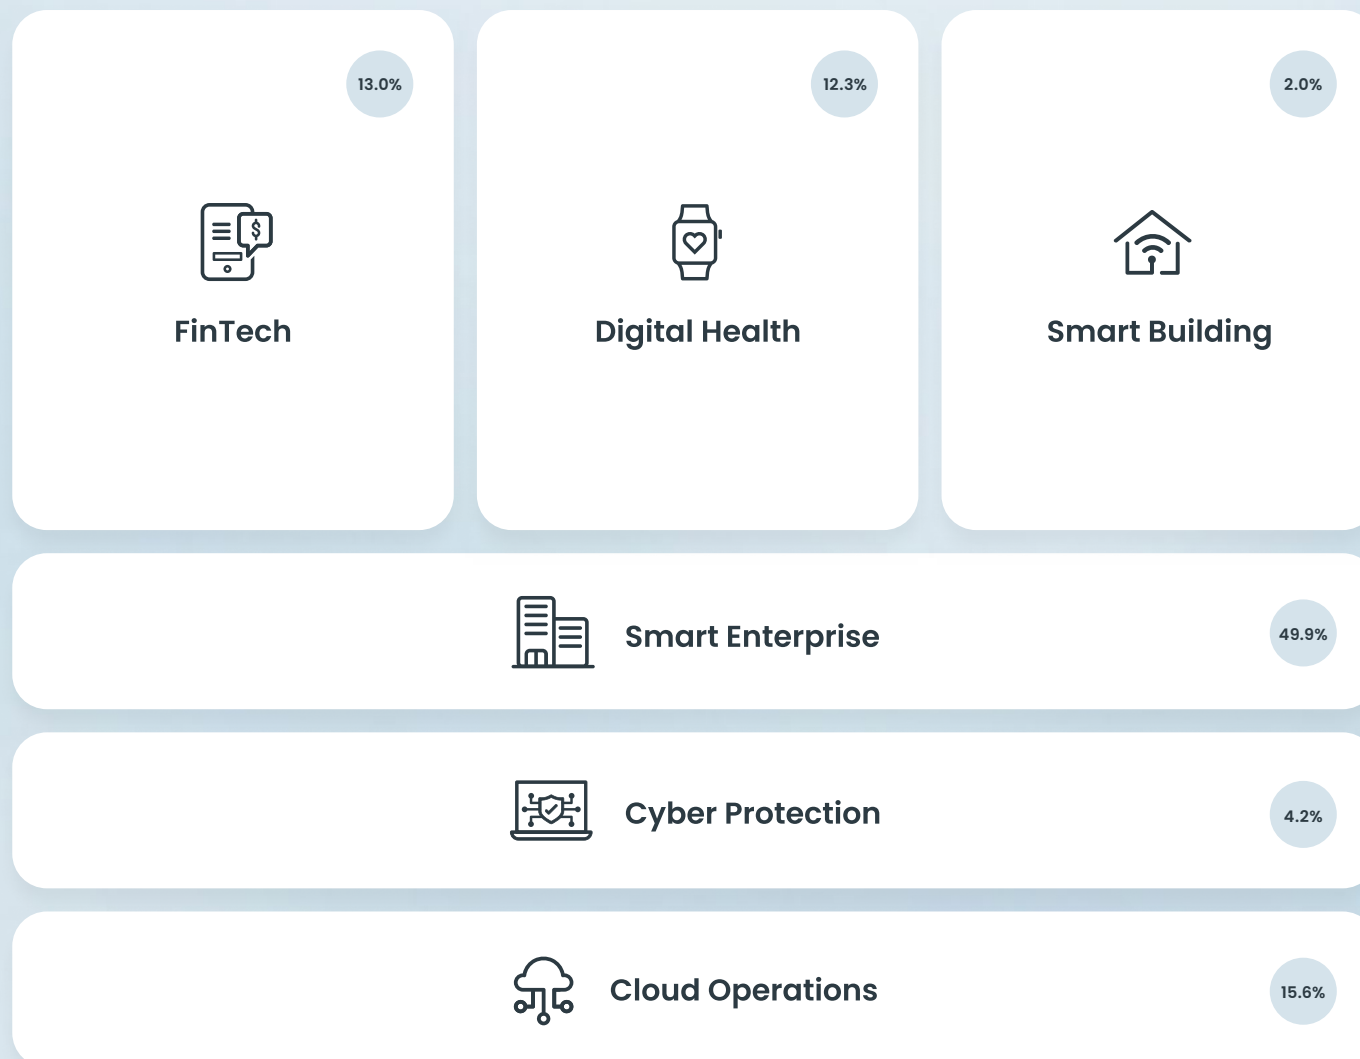 13.0%
$
FinTech
12.3%
Digital Health
2.0%
Smart Building
Smart Enterprise
49.9%
Cyber Protection
4.2%
Cloud Operations
15.6%